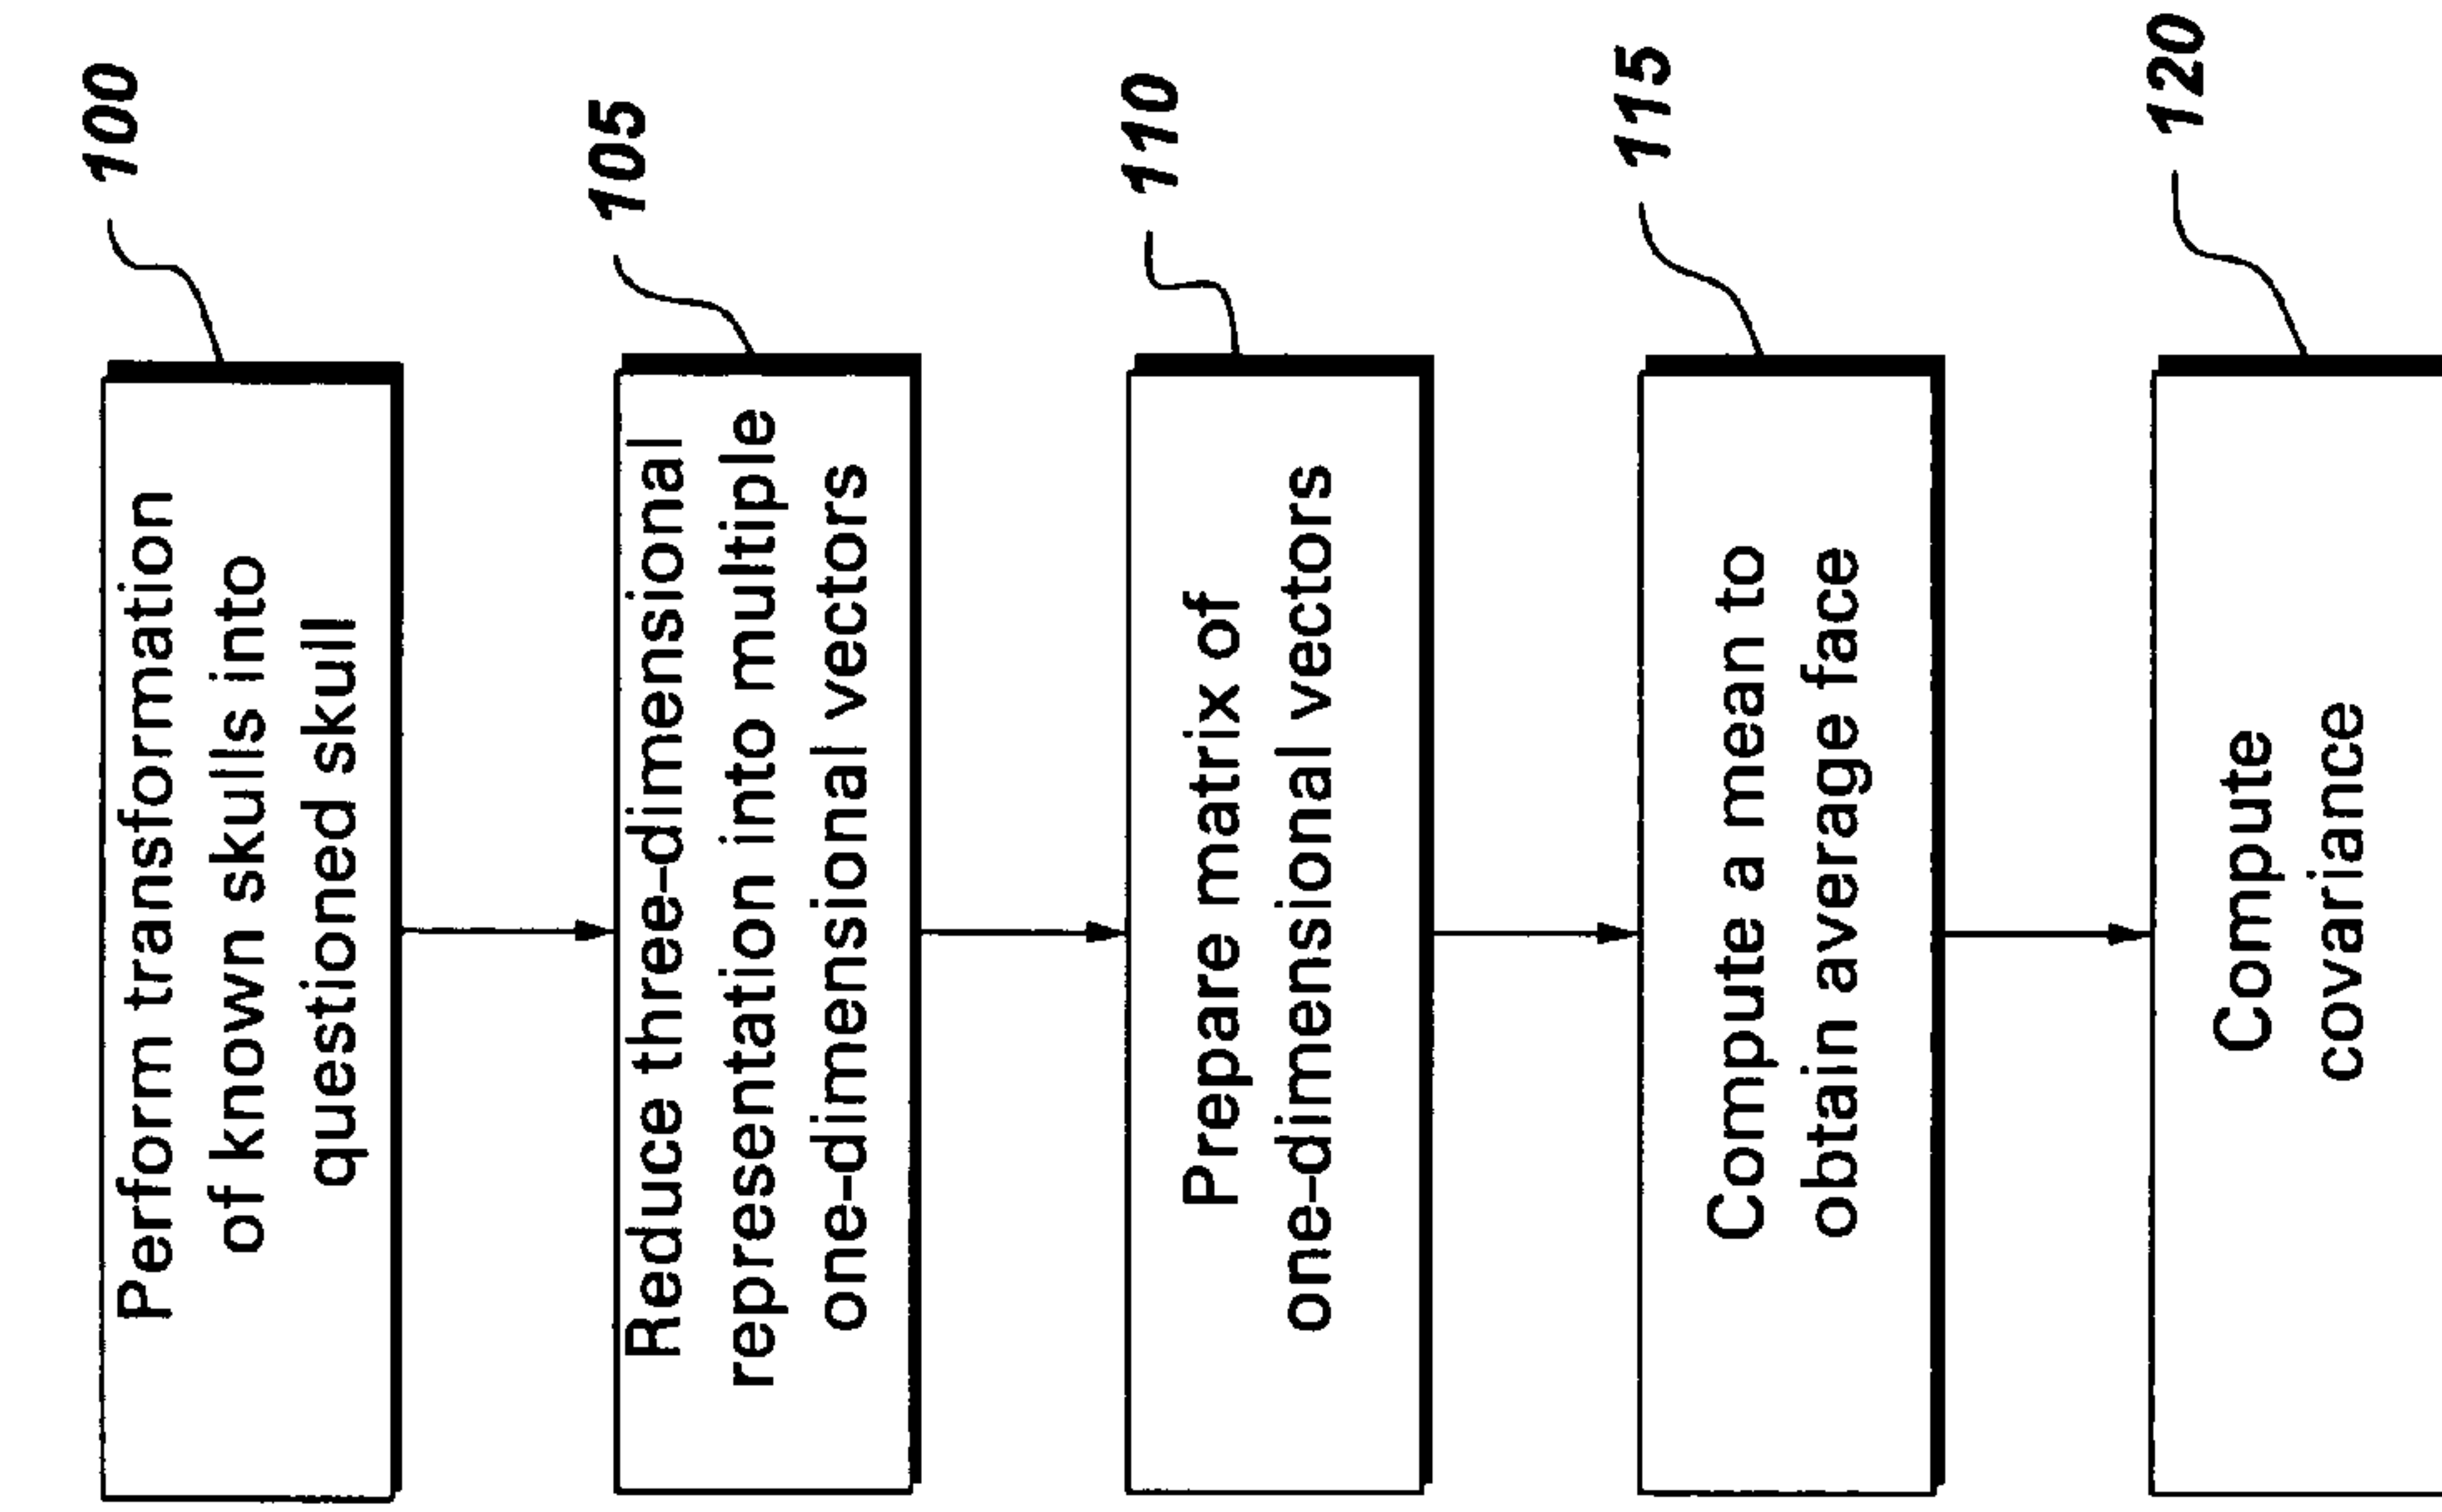 100
Perform transformation
of known skulls into
questioned skull
105
Reduce three-dimensional
representation into multiple
one-dimensional vectors
110
Prepare matrix of
one-dimensional vectors
115
Compute a mean to
obtain average face
120
Compute
covariance